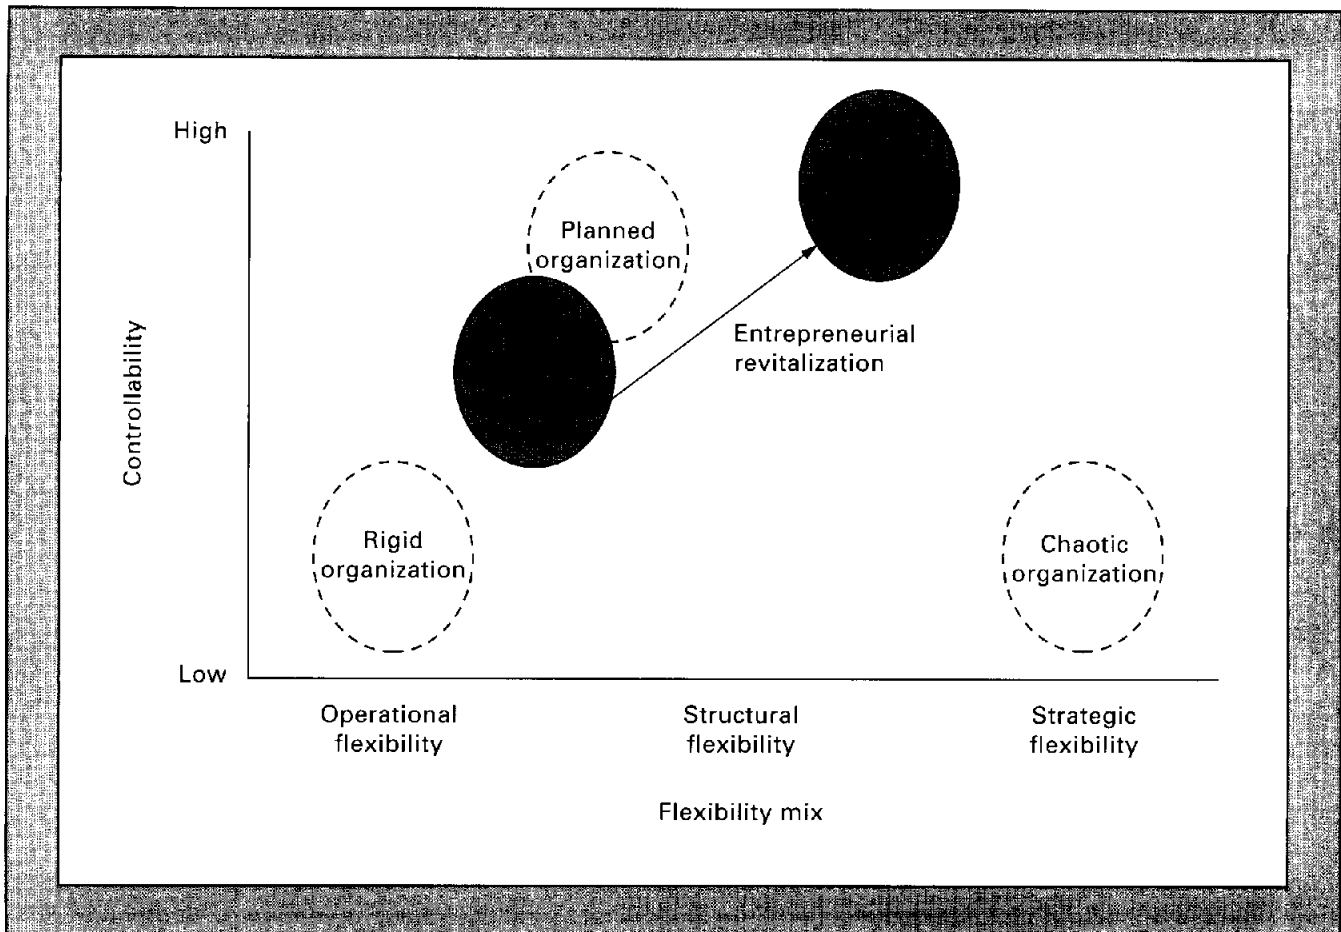 High
Planned
organization
Entrepreneurial
revitalization
Controllability
Rigid
organization
Chaotic
organization
Low
Operational
flexibility
Structural
flexibility
Strategic
flexibility
Flexibility mix